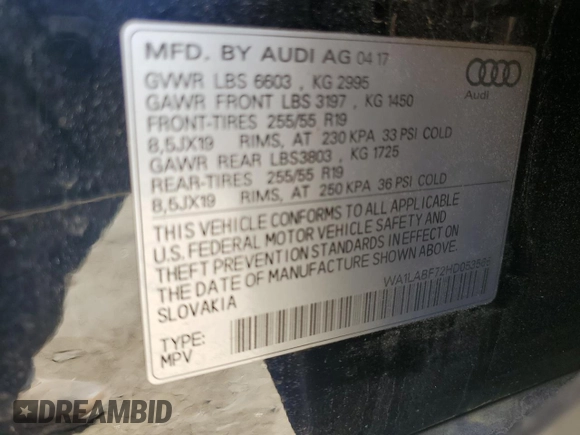 MFD. BY AUDI AG 04 17
GVWR LBS 6603 , KG 2995
GAWR FRONT LBS 3197 , KG 1450
FRONT-TIRES 255/55 R19
8,5JX19 RIMS, AT 230 KPA 33 PSI COLD
GAWR REAR LBS3803 , KG 1725
REAR-TIRES 255/55 R19
8,5JX19 RIMS, AT 250 KPA 36 PSI COLD
THIS VEHICLE CONFORMS TO ALL APPLICABLE
U.S. FEDERAL MOTOR VEHICLE SAFETY AND
THEFT PREVENTION STANDARDS IN EFFECT ON
THE DATE OF MANUFACTURE SHOWN ABOVE.
SLOVAKIA
TYPE:
MPV
Audi
DREAMBID